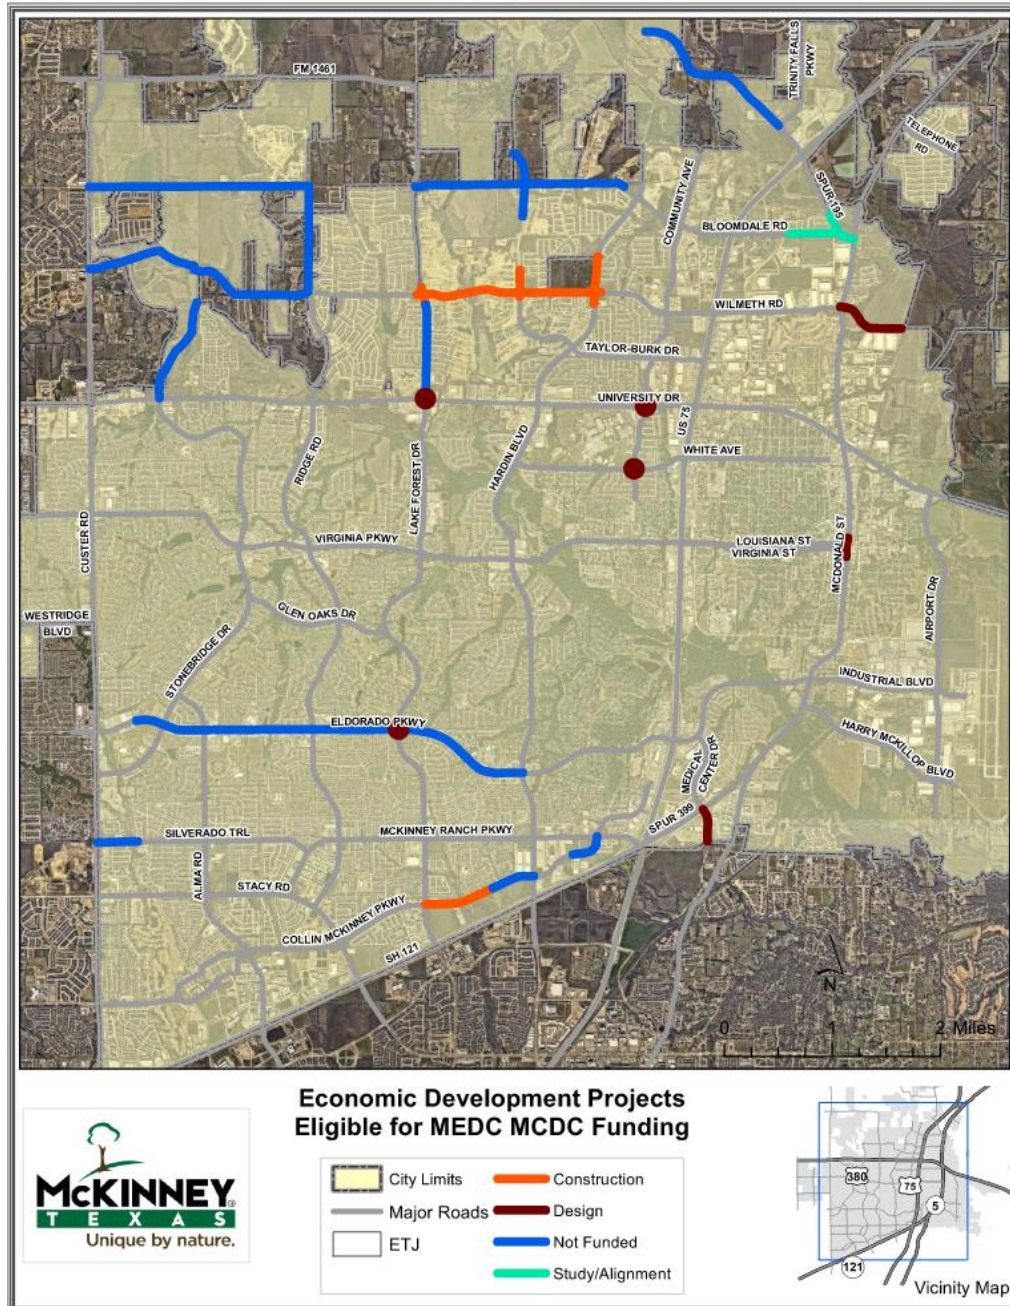 FM 1461
TRINITY FALLS
PKWY
TELEPHONE
RD
SPUR 195
COMMUNITY AVE
BLOOMDALE RD
WILMETH RD
TAYLOR-BURK DR
UNIVERSITY DR
US 75
WHITE AVE
HARDIN BLVD
RIDGE RD
LAKE FOREST DR
CUSTER RD
VIRGINIA PKWY
LOUISIANA ST
VIRGINIA ST
MCDONALD ST
AIRPORT DR
WESTRIDGE
BLVD
GLEN OAKS DR
STONEBRIDGE DR
INDUSTRIAL BLVD
ELDORADO PKWY
HARRY MCKILLOP BLVD
MEDICAL
CENTER DR
SPUR 399
SILVERADO TRL
MCKINNEY RANCH PKWY
ALMA RD
STACY RD
COLLIN MCKINNEY PKWY
SH 121
N
0 1 2 Miles
Economic Development Projects
Eligible for MEDC MCDC Funding
McKINNEY®
TEXAS
Unique by nature.
City Limits
Major Roads
ETJ
Construction
Design
Not Funded
Study/Alignment
380
75
5
121
Vicinity Map